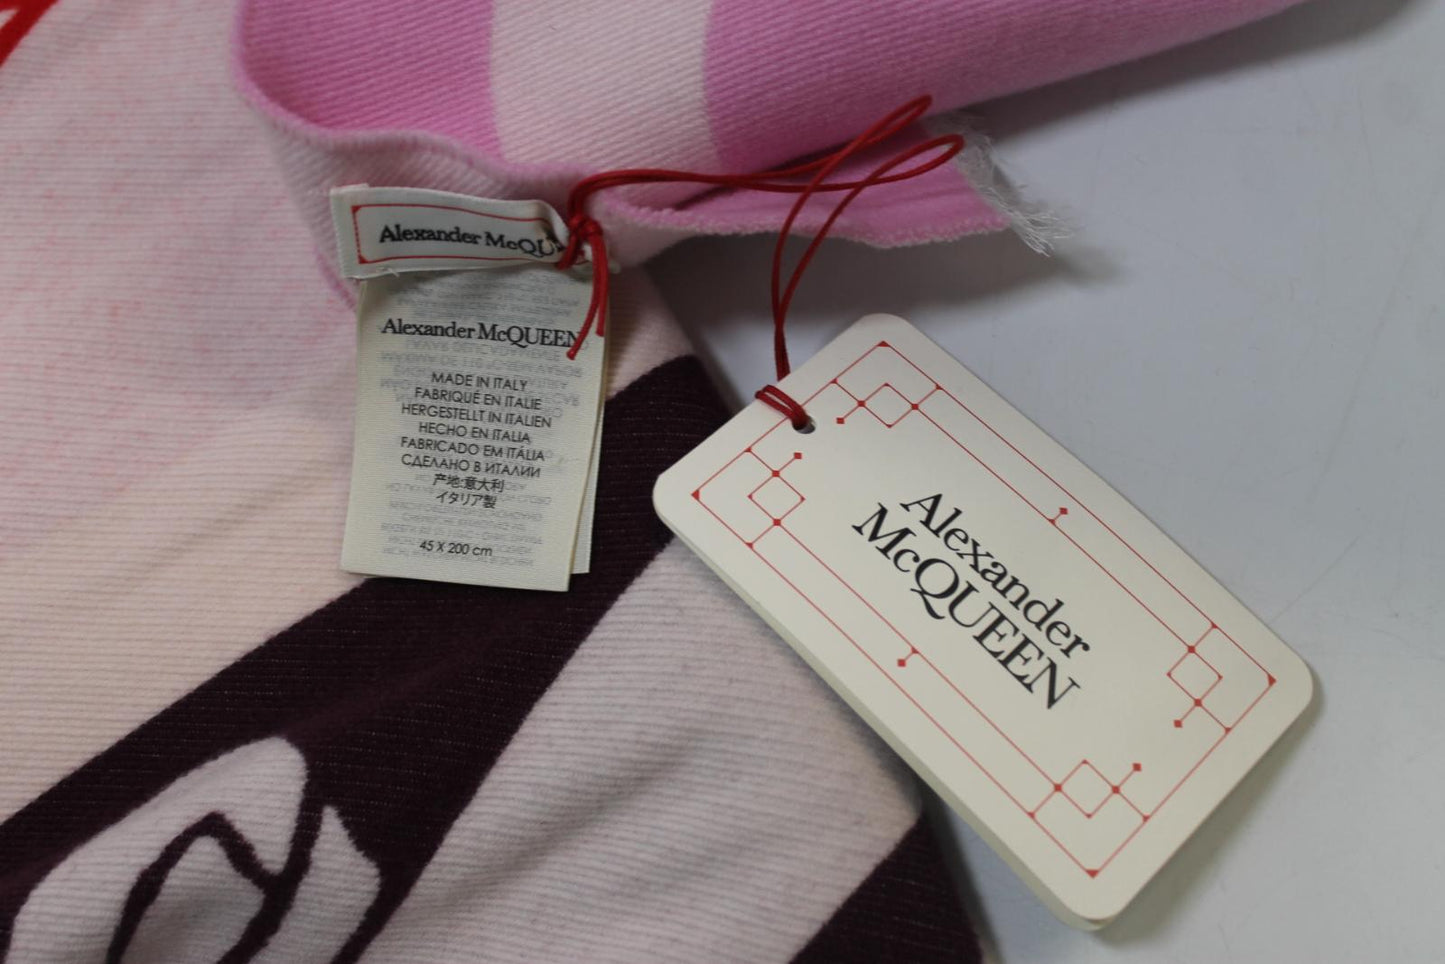 Alexander McQU
Alexander McQUEEN
MADE IN ITALY
FABRIQUÉ EN ITALIE
HERGESTELLT IN ITALIEN
HECHO EN ITALIA
FABRICADO EM ITÁLIA
СДЕЛАНО В ИТАЛИИ
产地:意大利
イタリア製
45 X 200 cm
Alexander
McQUEEN